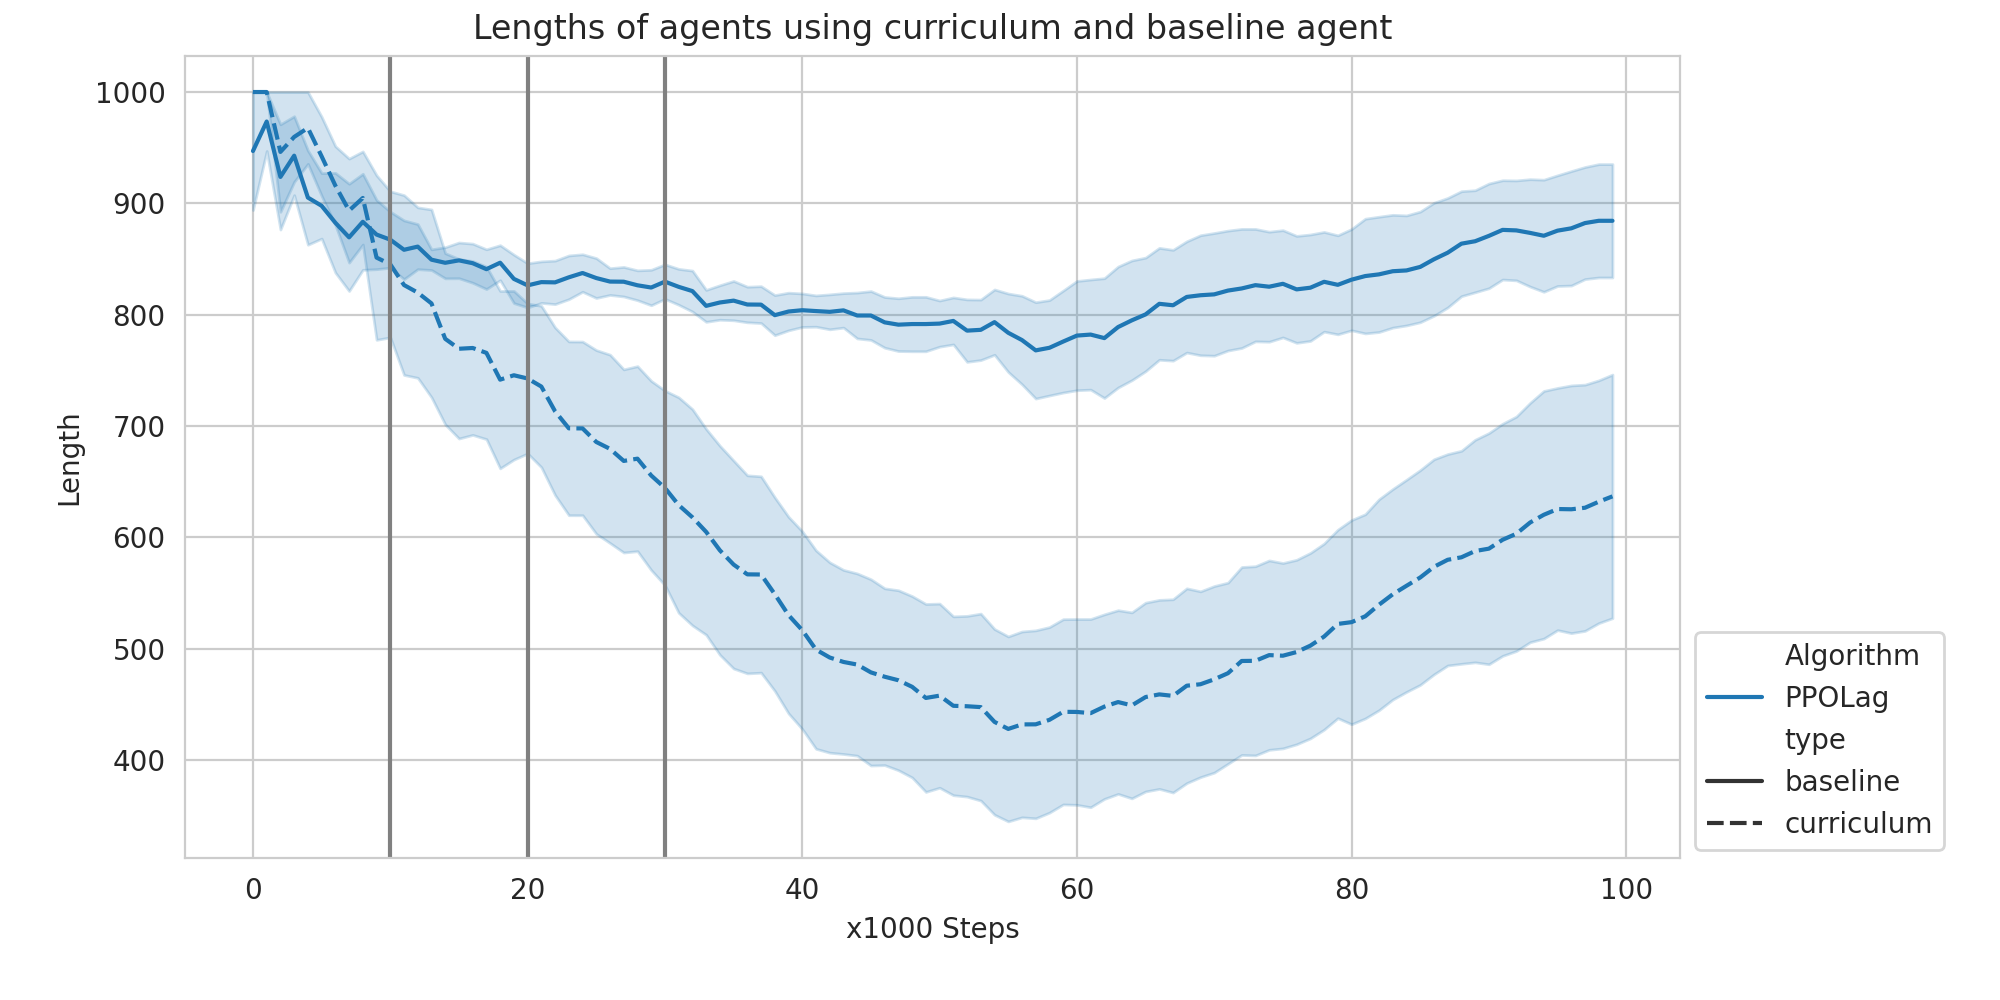 Lengths of agents using curriculum and baseline agent
1000
900
800
700
600
500
400
Length
0 20 40 60 80 100
x1000 Steps
Algorithm
PPOLag
type
baseline
curriculum